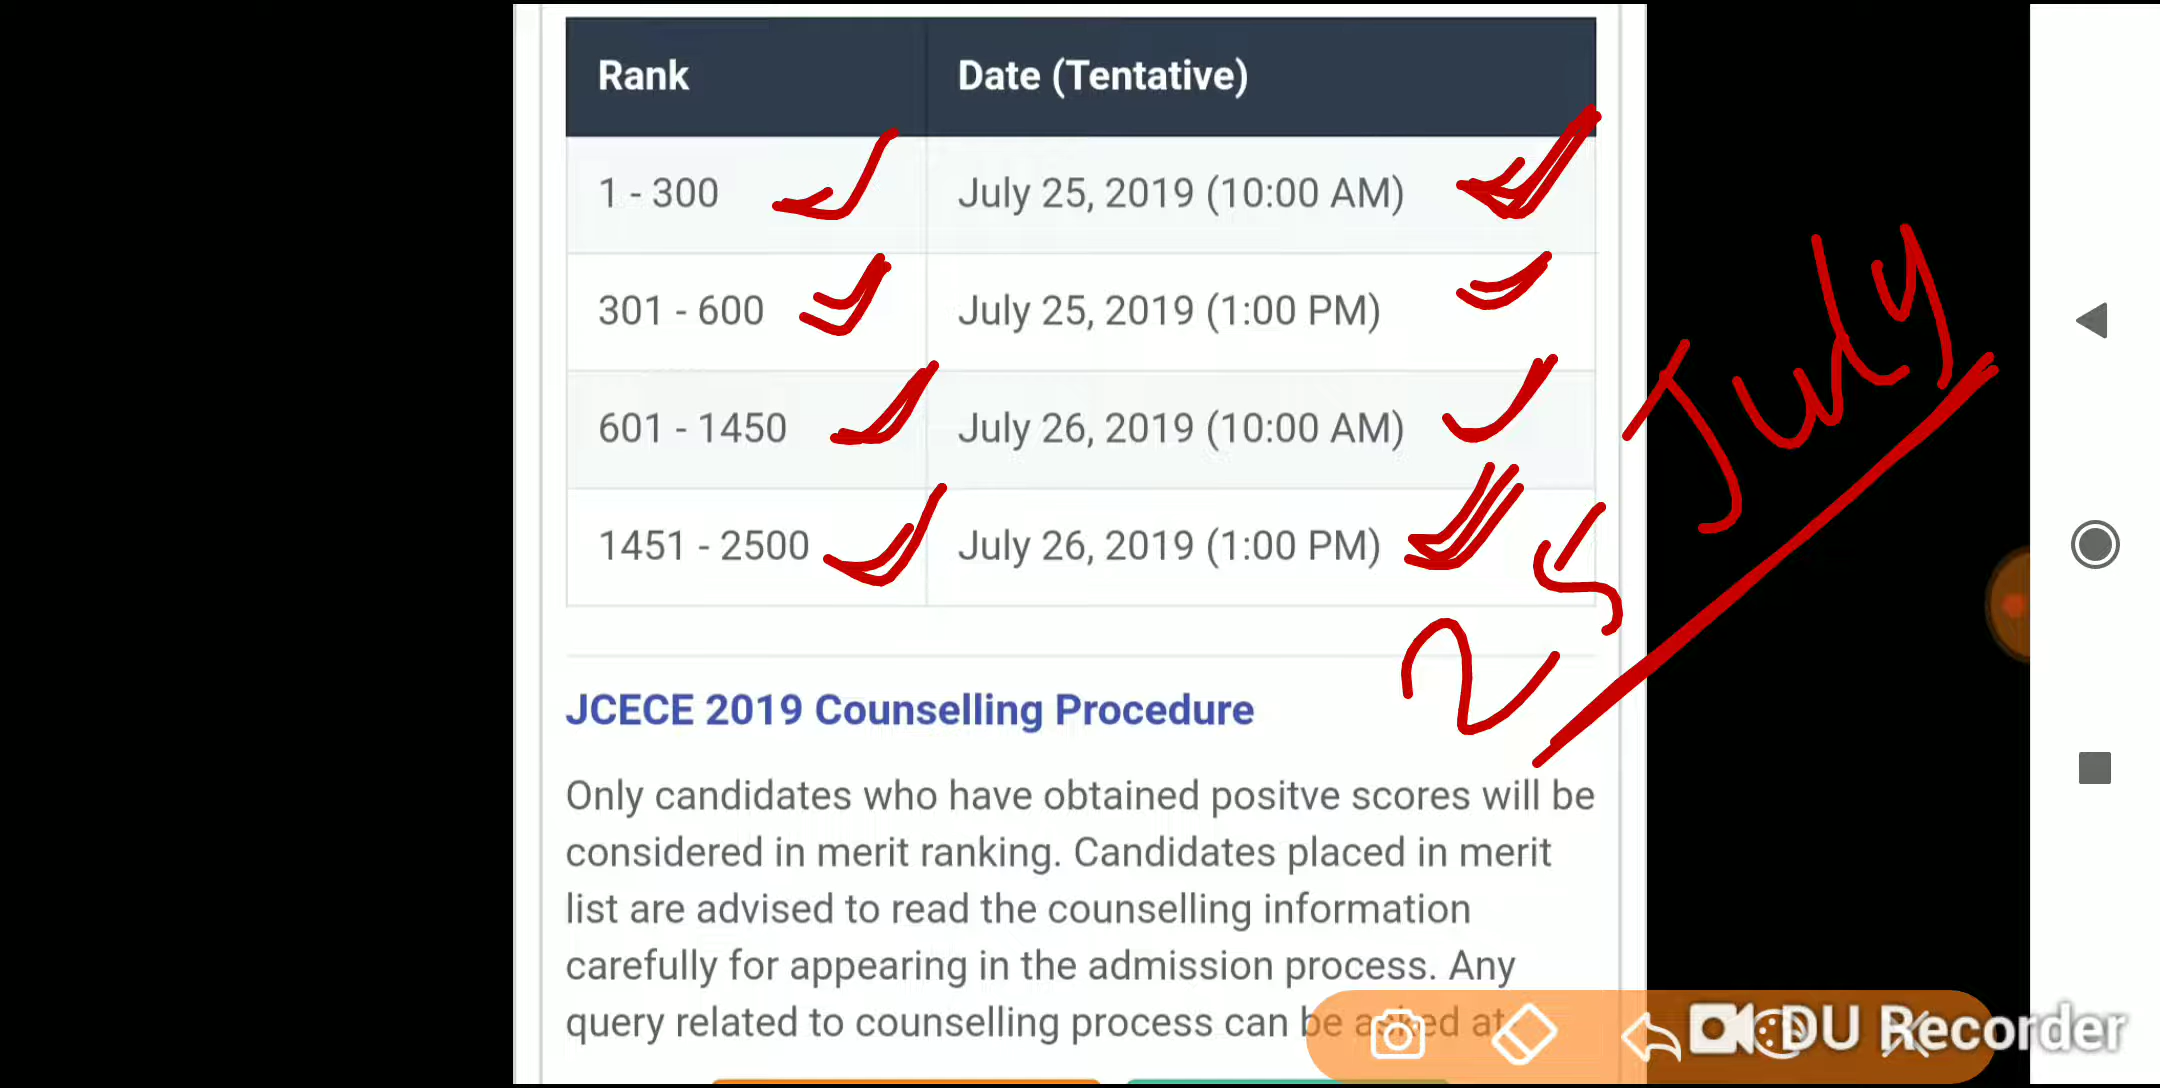 Rank Date (Tentative)
1 - 300 July 25, 2019 (10:00 AM)
301 - 600 July 25, 2019 (1:00 PM)
601 - 1450 July 26, 2019 (10:00 AM)
1451 - 2500 July 26, 2019 (1:00 PM)
25 July
JCECE 2019 Counselling Procedure
Only candidates who have obtained positve scores will be
considered in merit ranking. Candidates placed in merit
list are advised to read the counselling information
carefully for appearing in the admission process. Any
query related to counselling process can be asked at
DU Recorder